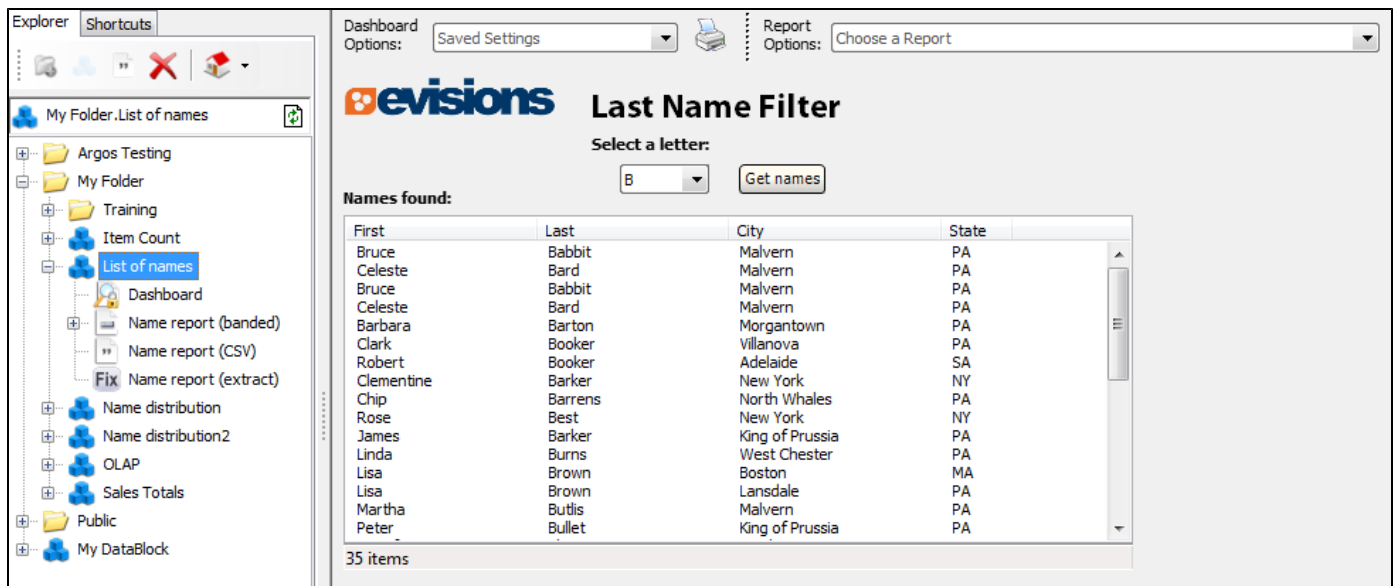 Explorer Shortcuts
My Folder.List of names
Argos Testing
My Folder
Training
Item Count
List of names
Dashboard
Name report (banded)
" Name report (CSV)
Fix Name report (extract)
Name distribution
Name distribution2
OLAP
Sales Totals
Public
My DataBlock
Dashboard Options: Saved Settings
Report Options: Choose a Report
evisions
Last Name Filter
Select a letter:
B Get names
Names found:
First Last City State
Bruce Babbit Malvern PA
Celeste Bard Malvern PA
Bruce Babbit Malvern PA
Celeste Bard Malvern PA
Barbara Barton Morgantown PA
Clark Booker Villanova PA
Robert Booker Adelaide SA
Clementine Barker New York NY
Chip Barrens North Whales PA
Rose Best New York NY
James Barker King of Prussia PA
Linda Burns West Chester PA
Lisa Brown Boston MA
Lisa Brown Lansdale PA
Martha Butlis Malvern PA
Peter Bullet King of Prussia PA
35 items